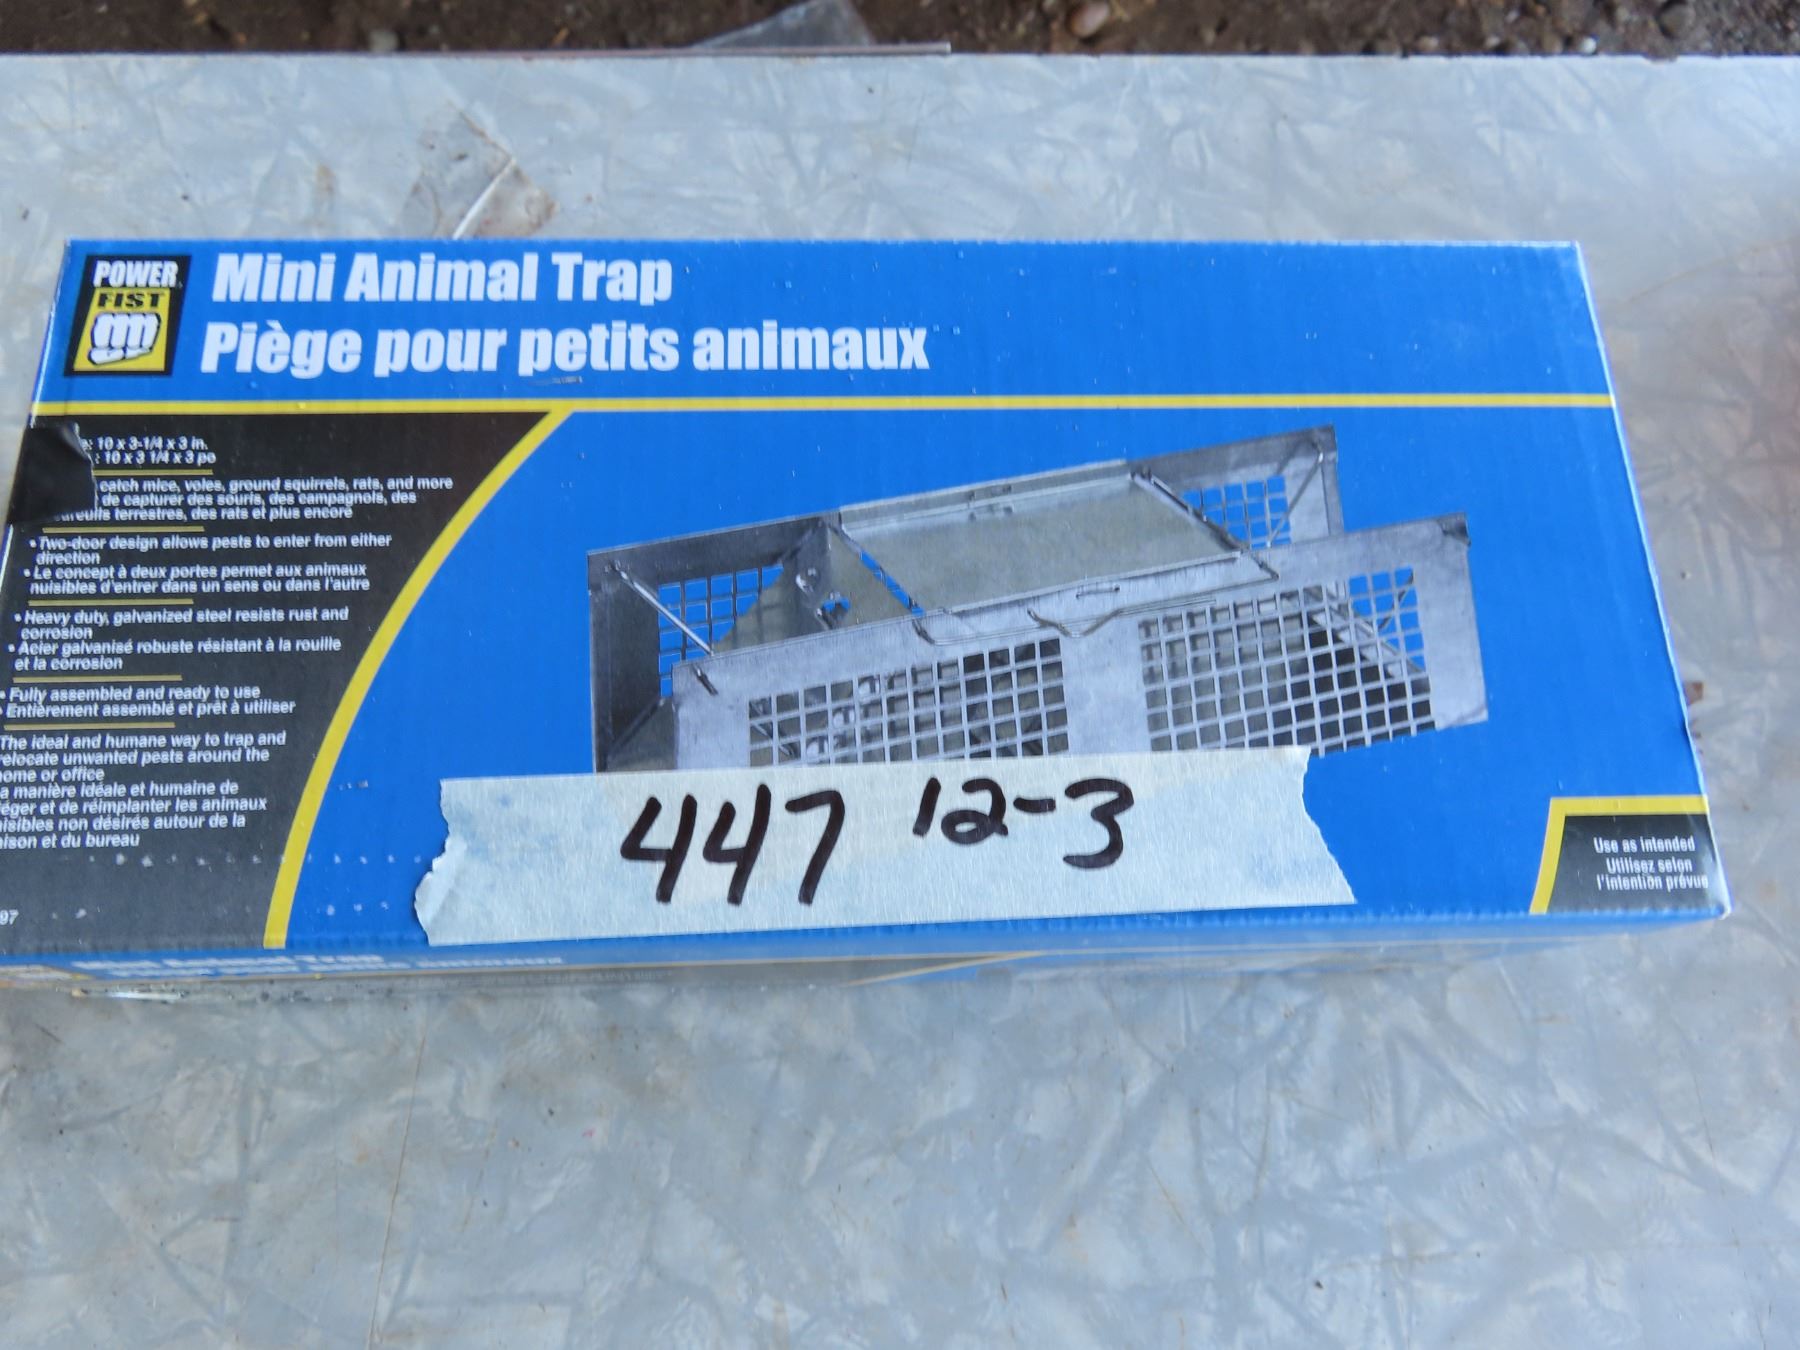 POWER
FIST
Mini Animal Trap
Piège pour petits animaux
: 10 x 3-1/4 x 3 in.
: 10 x 3 1/4 x 3 po
catch mice, voles, ground squirrels, rats, and more
de capturer des souris, des campagnols, des
terrestres, des rats et plus encore
• Two-door design allows pests to enter from either
direction
• Le concept à deux portes permet aux animaux
nuisibles d'entrer dans un sens ou dans l'autre
• Heavy duty, galvanized steel resists rust and
corrosion
• Acier galvanisé robuste résistant à la rouille
et la corrosion
• Fully assembled and ready to use
• Entièrement assemblé et prêt à utiliser
The ideal and humane way to trap and
relocate unwanted pests around the
home or office
manière idéale et humaine de
et de réimplanter les animaux
non désirés autour de la
et du bureau
97
447 12-3
Use as intended
Utilisez selon
l'intention prévue
Animal Trap